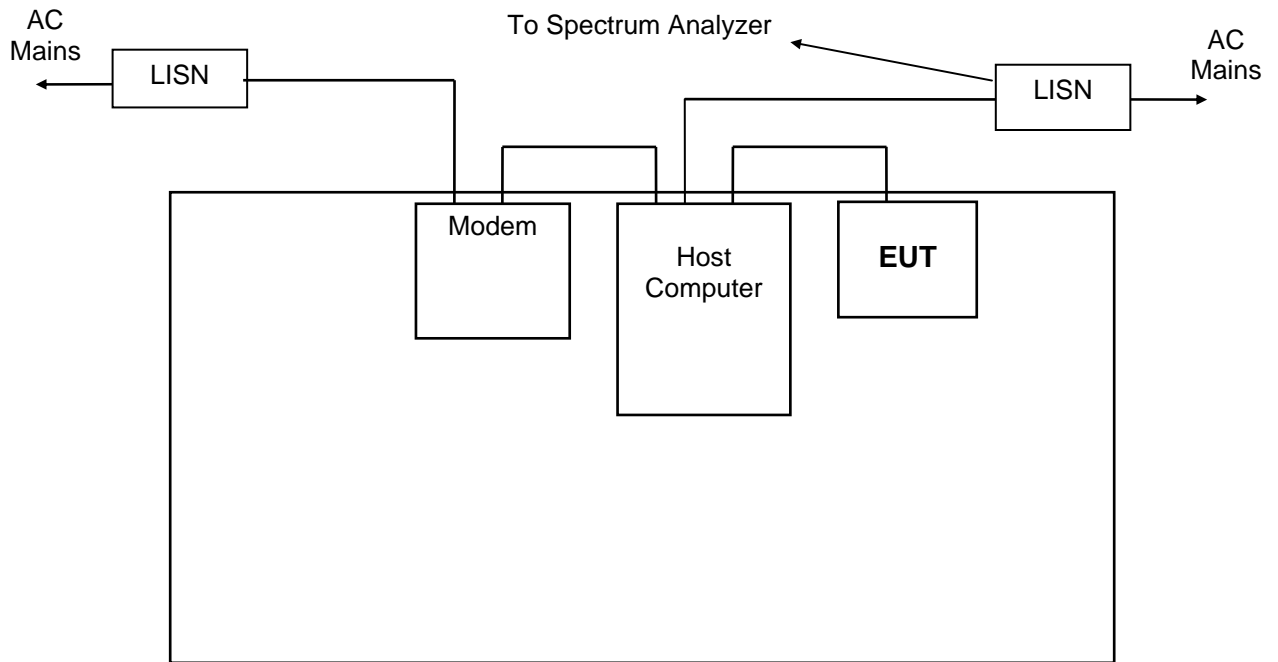 AC
Mains
LISN
To Spectrum Analyzer
LISN
AC
Mains
Modem
Host
Computer
EUT